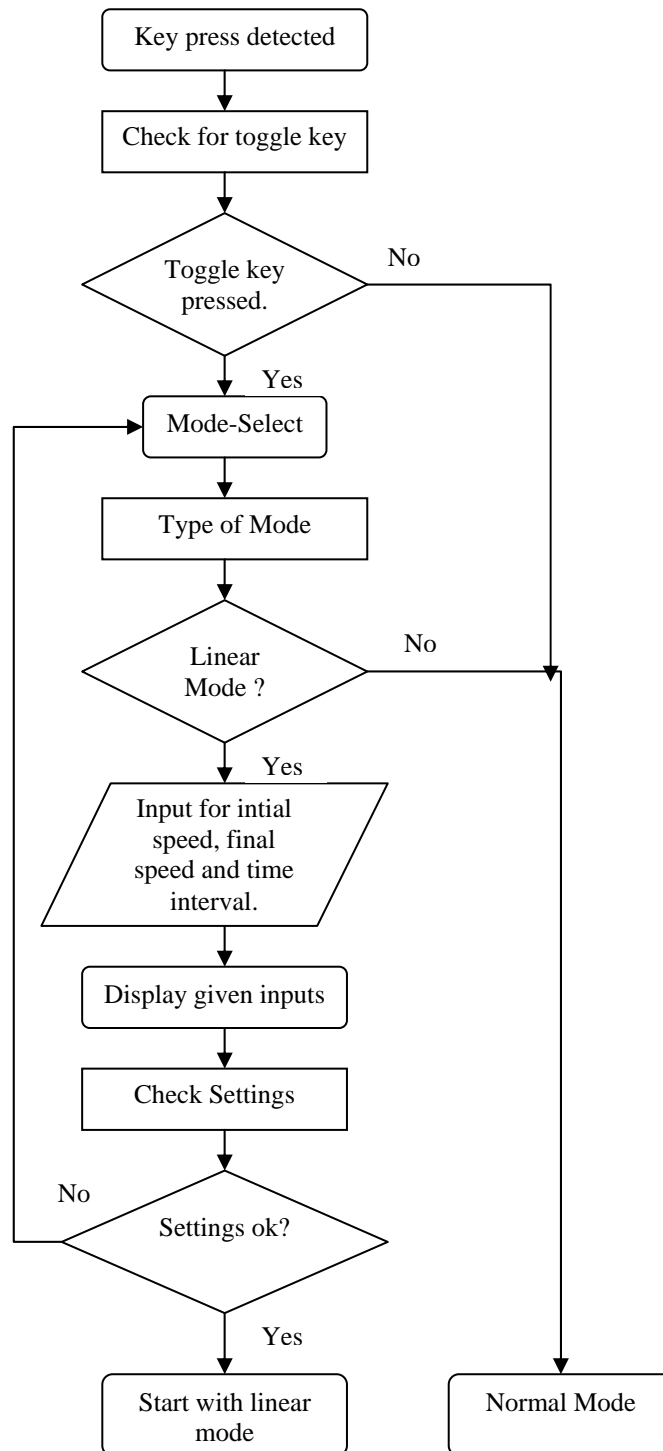 Key press detected
Check for toggle key
Toggle key
pressed.
No
Yes
Mode-Select
Type of Mode
Linear
Mode ?
No
Yes
Input for intial
speed, final
speed and time
interval.
Display given inputs
Check Settings
No
Settings ok?
Yes
Start with linear
mode
Normal Mode